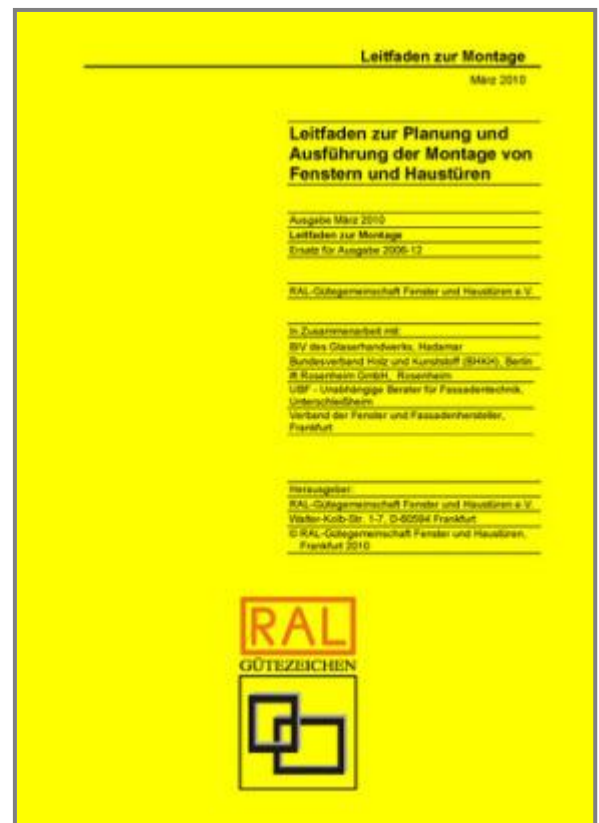 Leitfaden zur Montage
März 2010
Leitfaden zur Planung und
Ausführung der Montage von
Fenstern und Haustüren
Ausgabe März 2010
Leitfaden zur Montage
Ersatz für Ausgabe 2006-12
RAL-Gütegemeinschaft Fenster und Haustüren e.V.
In Zusammenarbeit mit:
BIV des Glaserhandwerks, Hadamar
Bundesverband Holz und Kunststoff (BHKH), Berlin
ift Rosenheim GmbH, Rosenheim
UBF - Unabhängige Berater für Fassadentechnik,
Unterschleißheim
Verband der Fenster und Fassadenhersteller,
Frankfurt
Herausgeber:
RAL-Gütegemeinschaft Fenster und Haustüren e.V.
Walter-Kolb-Str. 1-7, D-60594 Frankfurt
© RAL-Gütegemeinschaft Fenster und Haustüren,
Frankfurt 2010
RAL
GÜTEZEICHEN